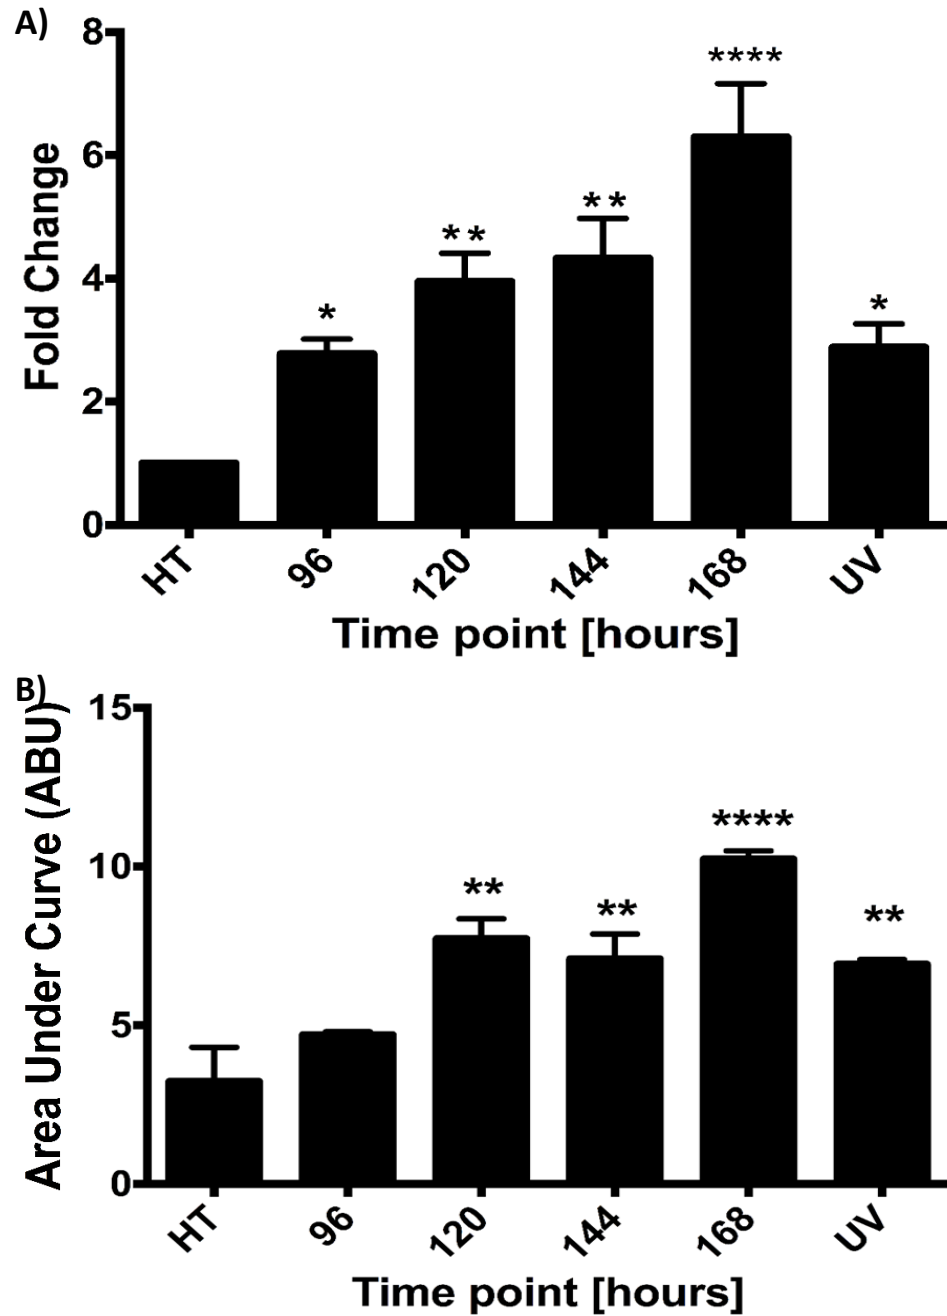 A)
Fold Change
8
6
4
2
0
****
**
**
*
*
HT
96
120
144
168
UV
Time point [hours]
B)
Area Under Curve (ABU)
15
10
5
0
****
**
**
**
HT
96
120
144
168
UV
Time point [hours]